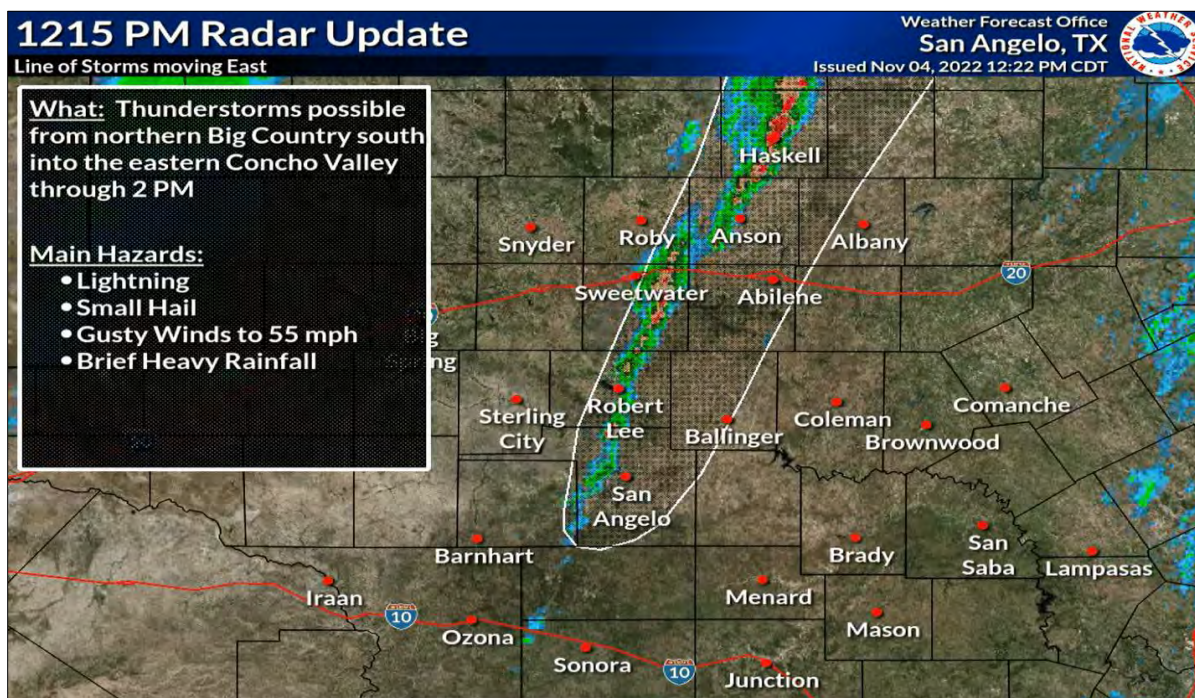 1215 PM Radar Update
Weather Forecast Office
San Angelo, TX
Line of Storms moving East
Issued Nov 04, 2022 12:22 PM CDT
What: Thunderstorms possible
from northern Big Country south
into the eastern Concho Valley
through 2 PM
Main Hazards:
• Lightning
• Small Hail
• Gusty Winds to 55 mph
• Brief Heavy Rainfall
Haskell
Snyder
Roby
Anson
Albany
20
Sweetwater
Abilene
Big
Spring
Sterling
City
Robert
Lee
Ballinger
Coleman
Comanche
Brownwood
San
Angelo
Barnhart
Brady
San
Saba
Lampasas
Iraan
Menard
10
Ozona
Mason
Sonora
10
Junction